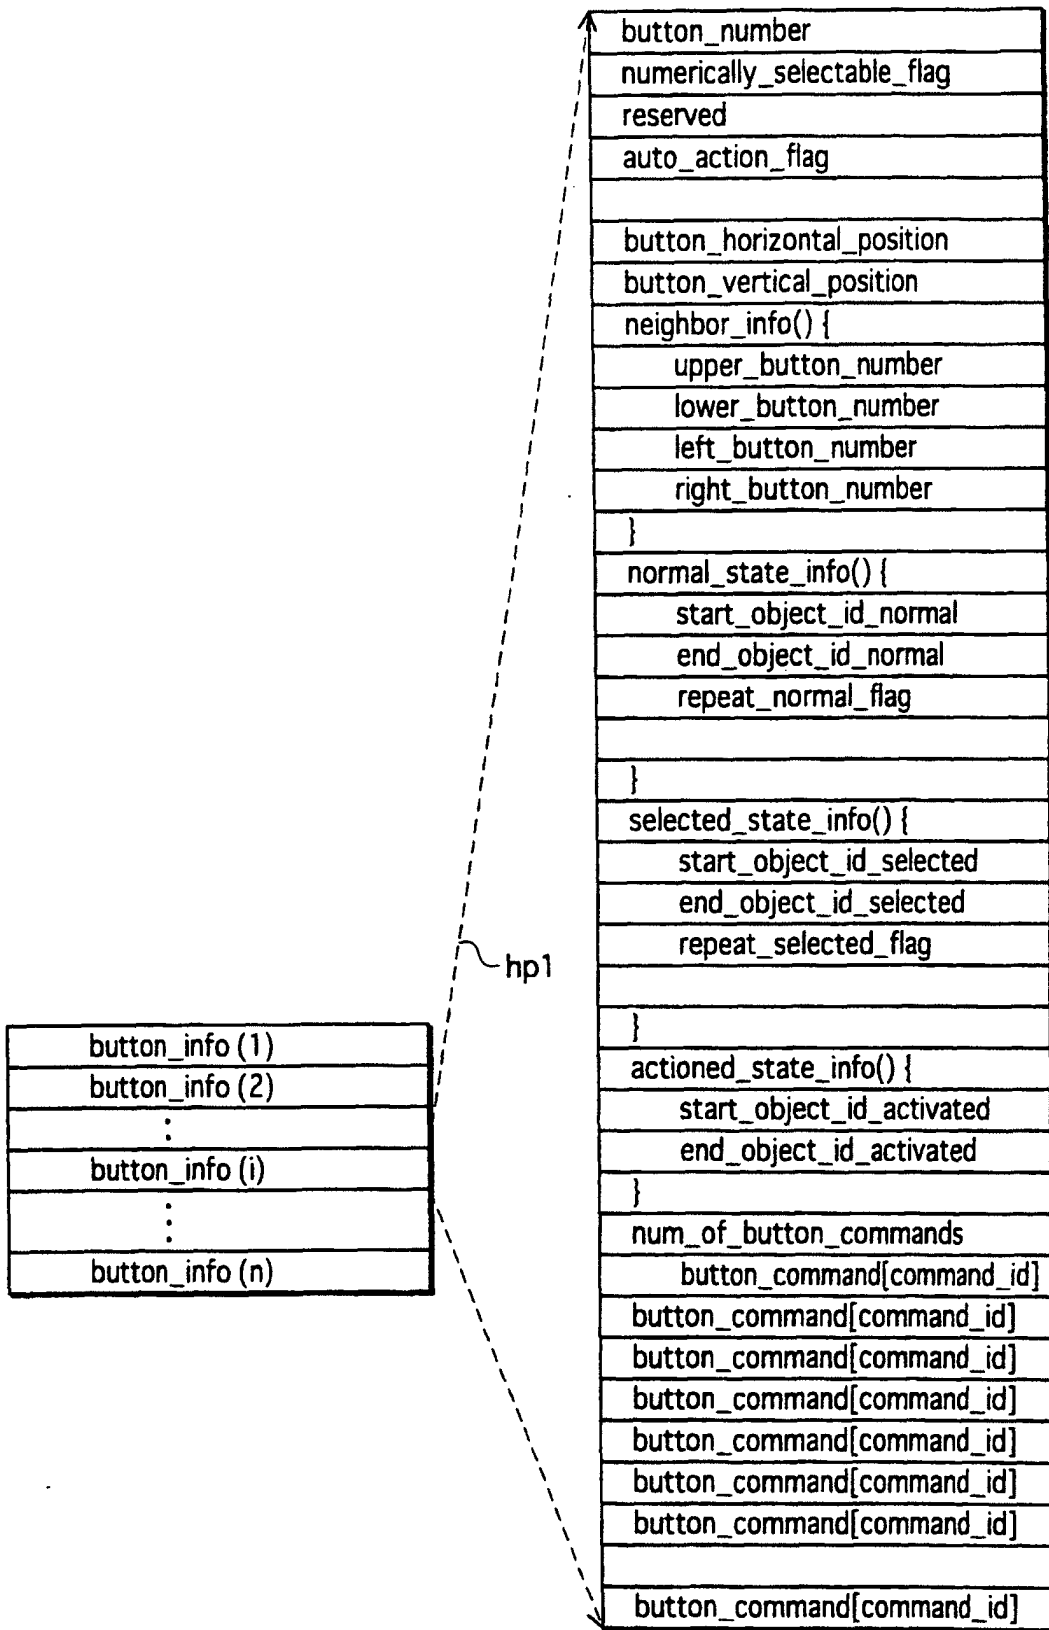 button_number
numerically_selectable_flag
reserved
auto_action_flag
button_horizontal_position
button_vertical_position
neighbor_info() {
upper_button_number
lower_button_number
left_button_number
right_button_number
}
normal_state_info() {
start_object_id_normal
end_object_id_normal
repeat_normal_flag
}
selected_state_info() {
start_object_id_selected
end_object_id_selected
repeat_selected_flag
}
actioned_state_info() {
start_object_id_activated
end_object_id_activated
}
num_of_button_commands
button_command[command_id]
button_command[command_id]
button_command[command_id]
button_command[command_id]
button_command[command_id]
button_command[command_id]
button_command[command_id]
button_command[command_id]
hp1
button_info (1)
button_info (2)
⋮
button_info (i)
⋮
button_info (n)